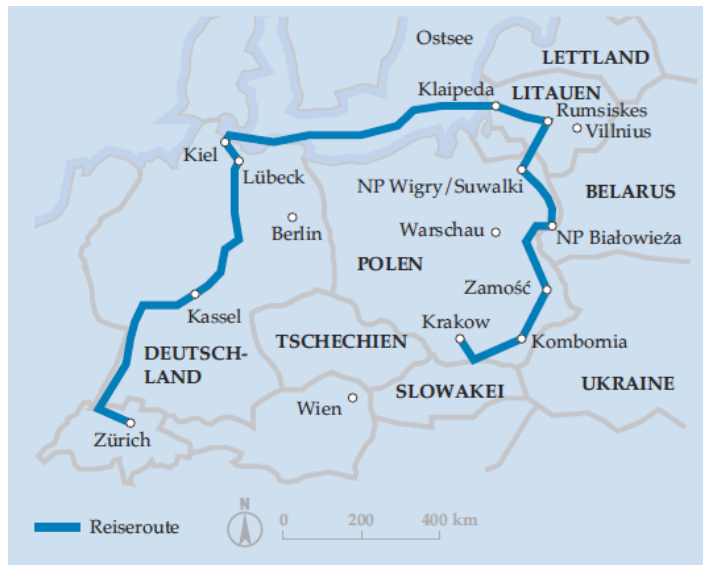 Ostsee
LETTLAND
Klaipeda
LITAUEN
Rumsiskes
Villnius
Kiel
Lübeck
NP Wigry/Suwalki
BELARUS
Berlin
Warschau
NP Białowieża
POLEN
Zamość
Kassel
Krakow
Kombornia
TSCHECHIEN
DEUTSCH-
LAND
SLOWAKEI
UKRAINE
Wien
Zürich
N
Reiseroute
0 200 400 km